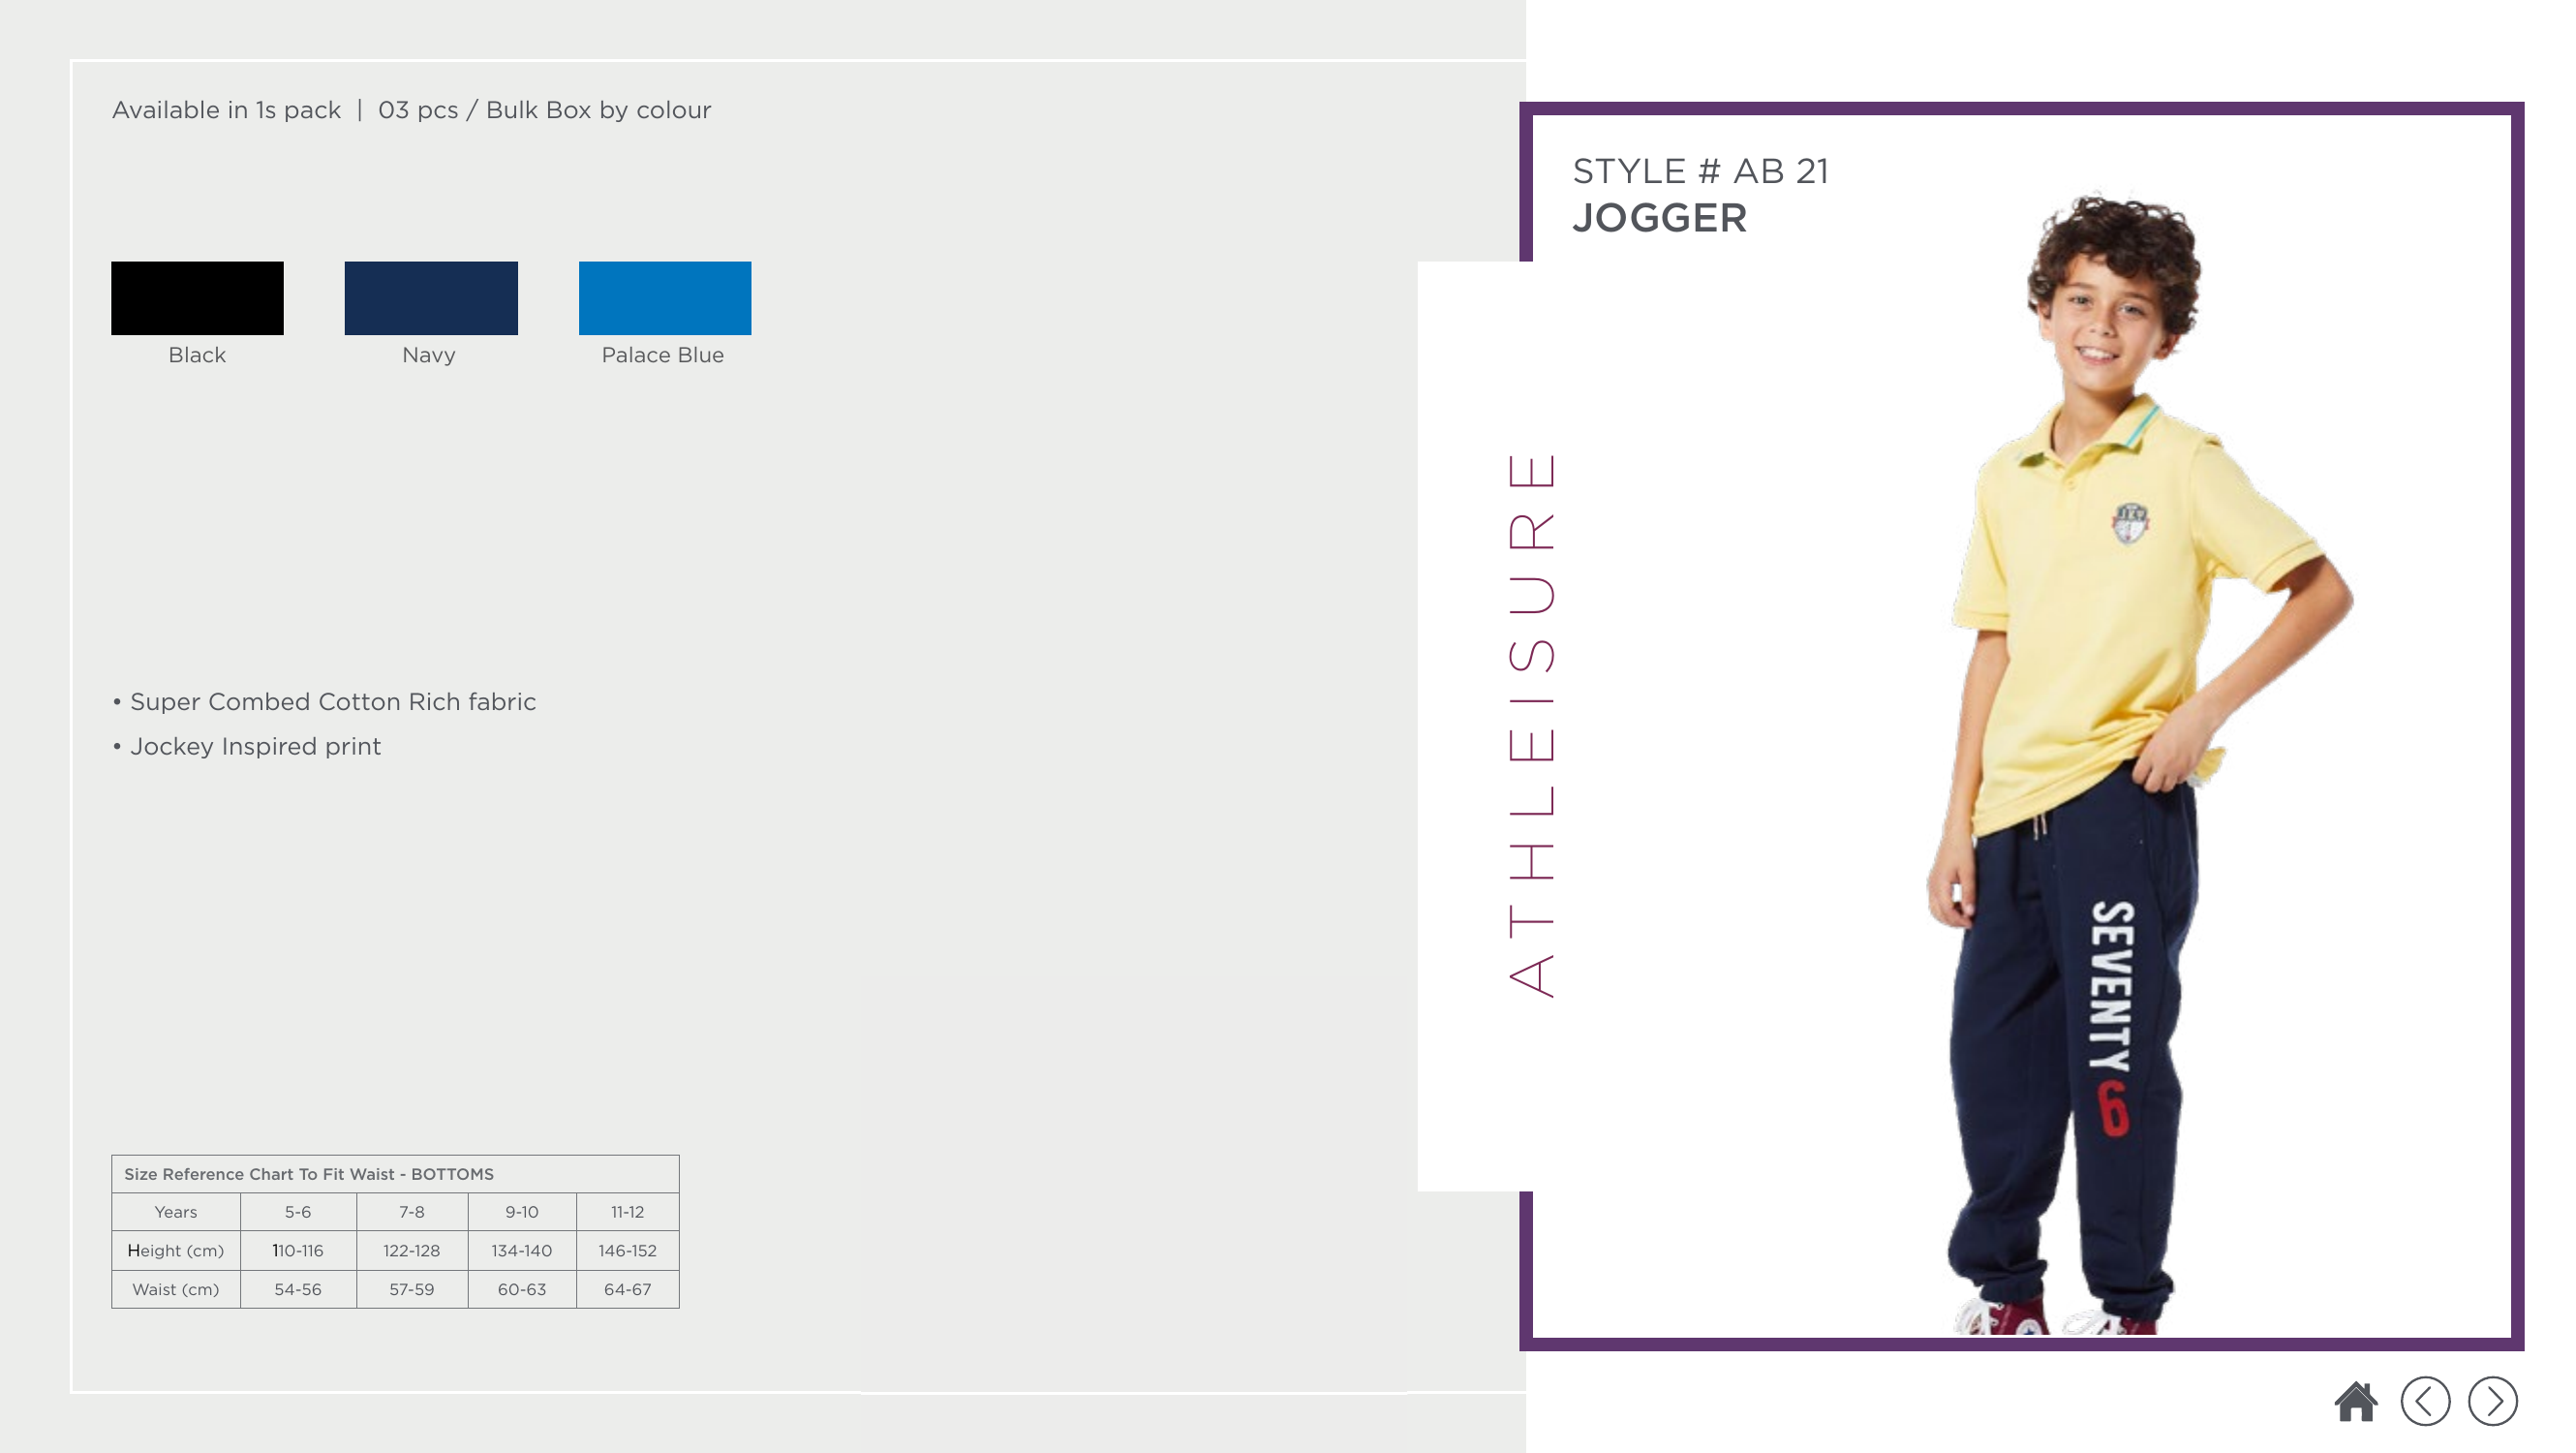 Available in 1s pack | 03 pcs / Bulk Box by colour
Black Navy Palace Blue
• Super Combed Cotton Rich fabric
• Jockey Inspired print
Size Reference Chart To Fit Waist - BOTTOMS
Years 5-6 7-8 9-10 11-12
Height (cm) 110-116 122-128 134-140 146-152
Waist (cm) 54-56 57-59 60-63 64-67
ATHLEISURE
STYLE # AB 21
JOGGER
SEVENTY 6